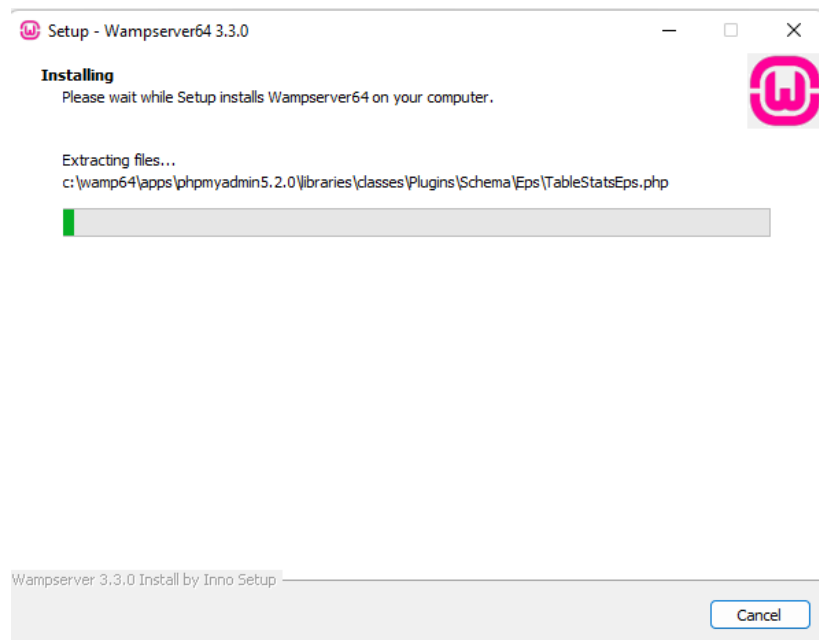 Setup - Wampserver64 3.3.0
Installing
Please wait while Setup installs Wampserver64 on your computer.
Extracting files...
c:\wamp64\apps\phpmyadmin5.2.0\libraries\classes\Plugins\Schema\Eps\TableStatsEps.php
Wampserver 3.3.0 Install by Inno Setup
Cancel